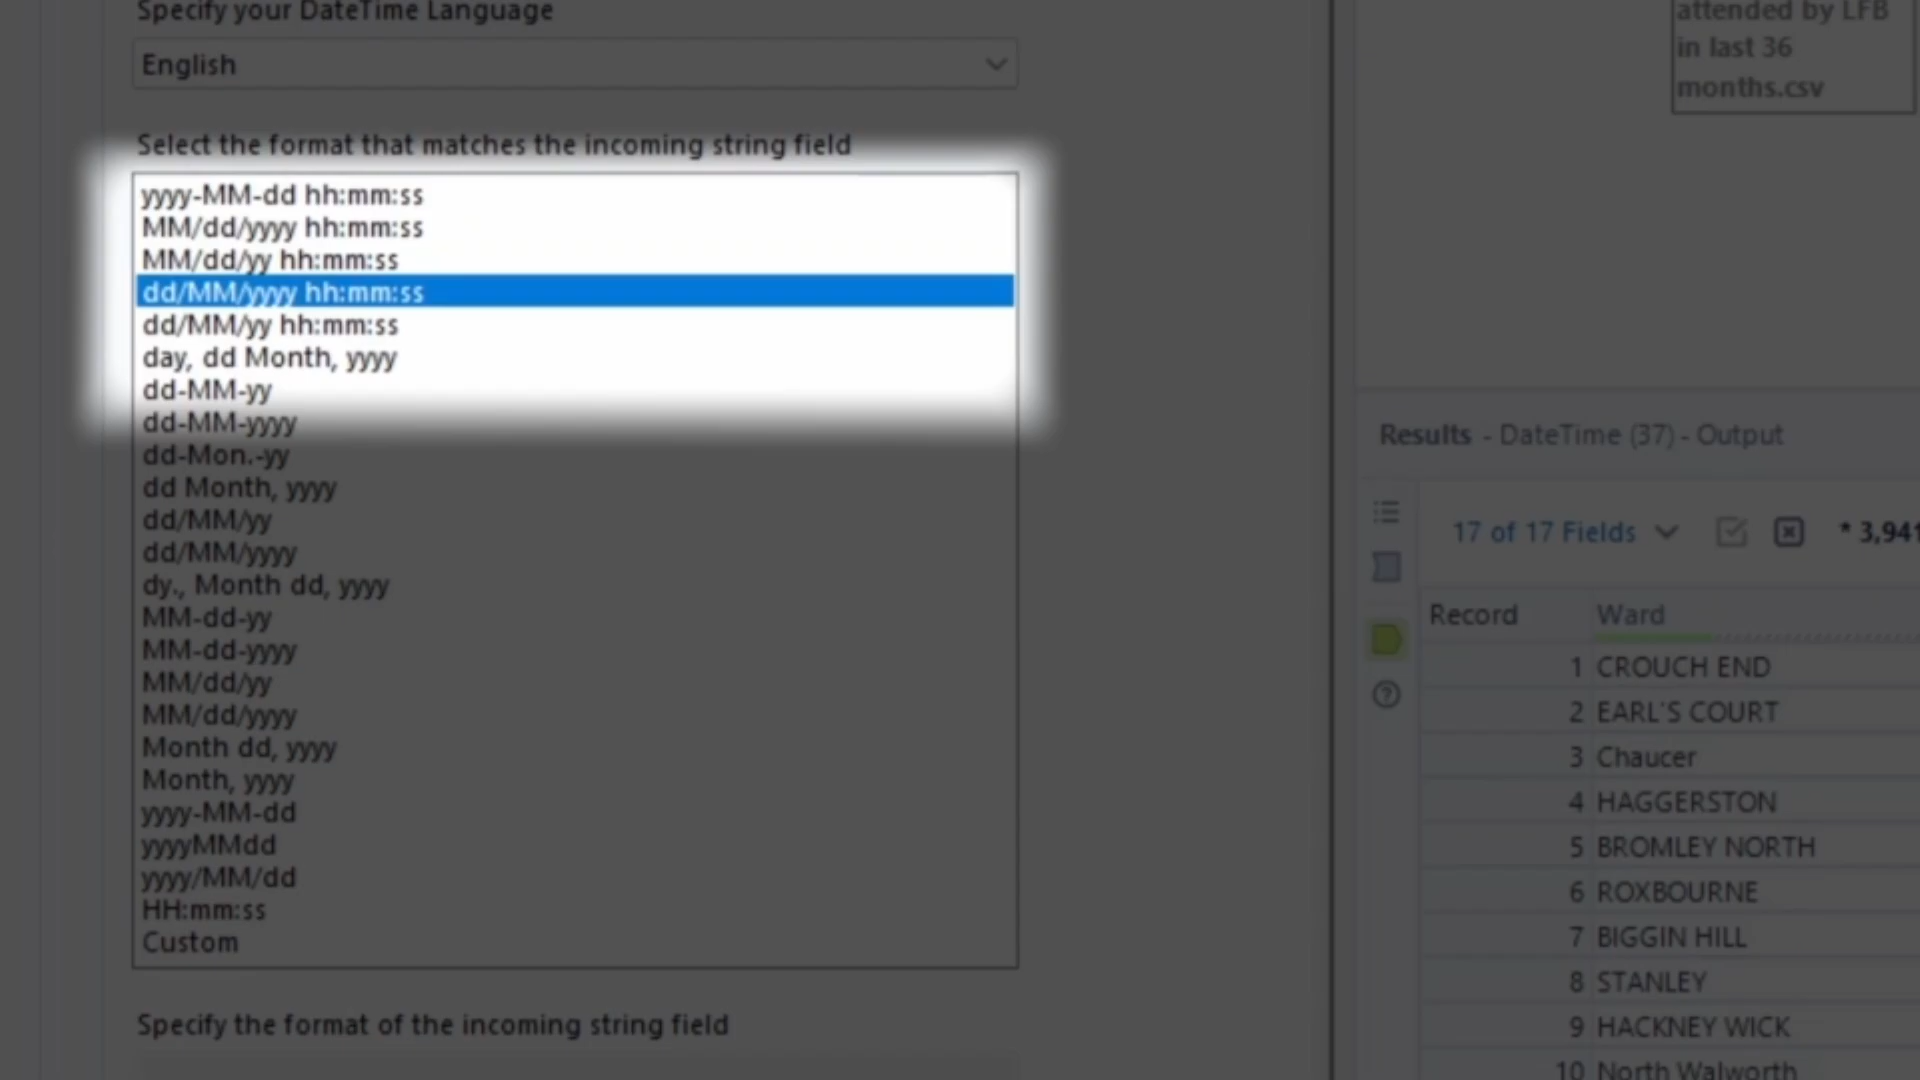 Specify your DateTime Language
English
Select the format that matches the incoming string field
yyyy-MM-dd hh:mm:ss
MM/dd/yyyy hh:mm:ss
MM/dd/yy hh:mm:ss
dd/MM/yyyy hh:mm:ss
dd/MM/yy hh:mm:ss
day, dd Month, yyyy
dd-MM-yy
dd-MM-yyyy
dd-Mon.-yy
dd Month, yyyy
dd/MM/yy
dd/MM/yyyy
dy., Month dd, yyyy
MM-dd-yy
MM-dd-yyyy
MM/dd/yy
MM/dd/yyyy
Month dd, yyyy
Month, yyyy
yyyy-MM-dd
yyyyMMdd
yyyy/MM/dd
HH:mm:ss
Custom
Specify the format of the incoming string field
attended by LFB
in last 36
months.csv
Results - DateTime (37) - Output
17 of 17 Fields * 3,941
Record Ward
1 CROUCH END
2 EARL'S COURT
3 Chaucer
4 HAGGERSTON
5 BROMLEY NORTH
6 ROXBOURNE
7 BIGGIN HILL
8 STANLEY
9 HACKNEY WICK
10 North Walworth